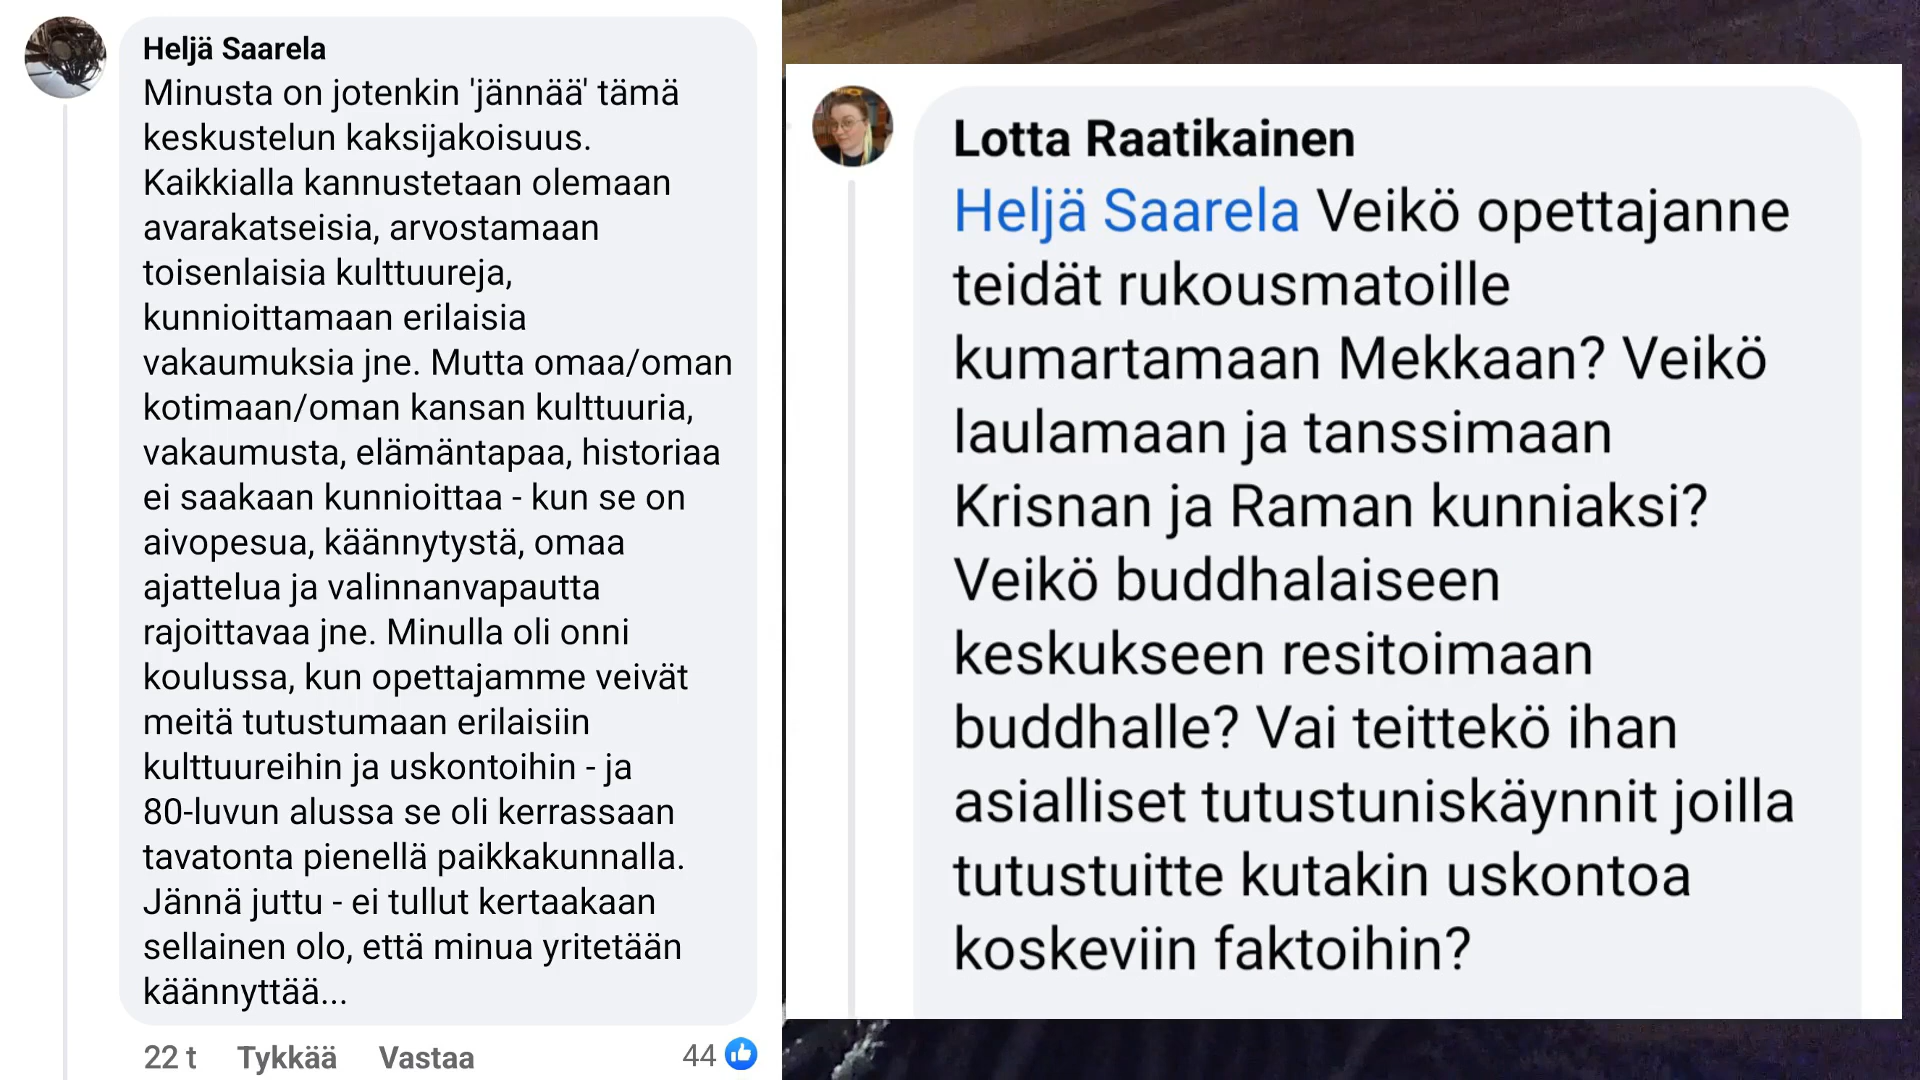 Heljä Saarela
Minusta on jotenkin 'jännää' tämä
keskustelun kaksijakoisuus.
Kaikkialla kannustetaan olemaan
avarakatseisia, arvostamaan
toisenlaisia kulttuureja,
kunnioittamaan erilaisia
vakaumuksia jne. Mutta omaa/oman
kotimaan/oman kansan kulttuuria,
vakaumusta, elämäntapaa, historiaa
ei saakaan kunnioittaa - kun se on
aivopesua, käännytystä, omaa
ajattelua ja valinnanvapautta
rajoittavaa jne. Minulla oli onni
koulussa, kun opettajamme veivät
meitä tutustumaan erilaisiin
kulttuureihin ja uskontoihin - ja
80-luvun alussa se oli kerrassaan
tavatonta pienellä paikkakunnalla.
Jännä juttu - ei tullut kertaakaan
sellainen olo, että minua yritetään
käännyttää...
22 t Tykkää Vastaa 44
Lotta Raatikainen
Heljä Saarela Veikö opettajanne
teidät rukousmatoille
kumartamaan Mekkaan? Veikö
laulamaan ja tanssimaan
Krisnan ja Raman kunniaksi?
Veikö buddhalaiseen
keskukseen resitoimaan
buddhalle? Vai teittekö ihan
asialliset tutustuniskäynnit joilla
tutustuitte kutakin uskontoa
koskeviin faktoihin?